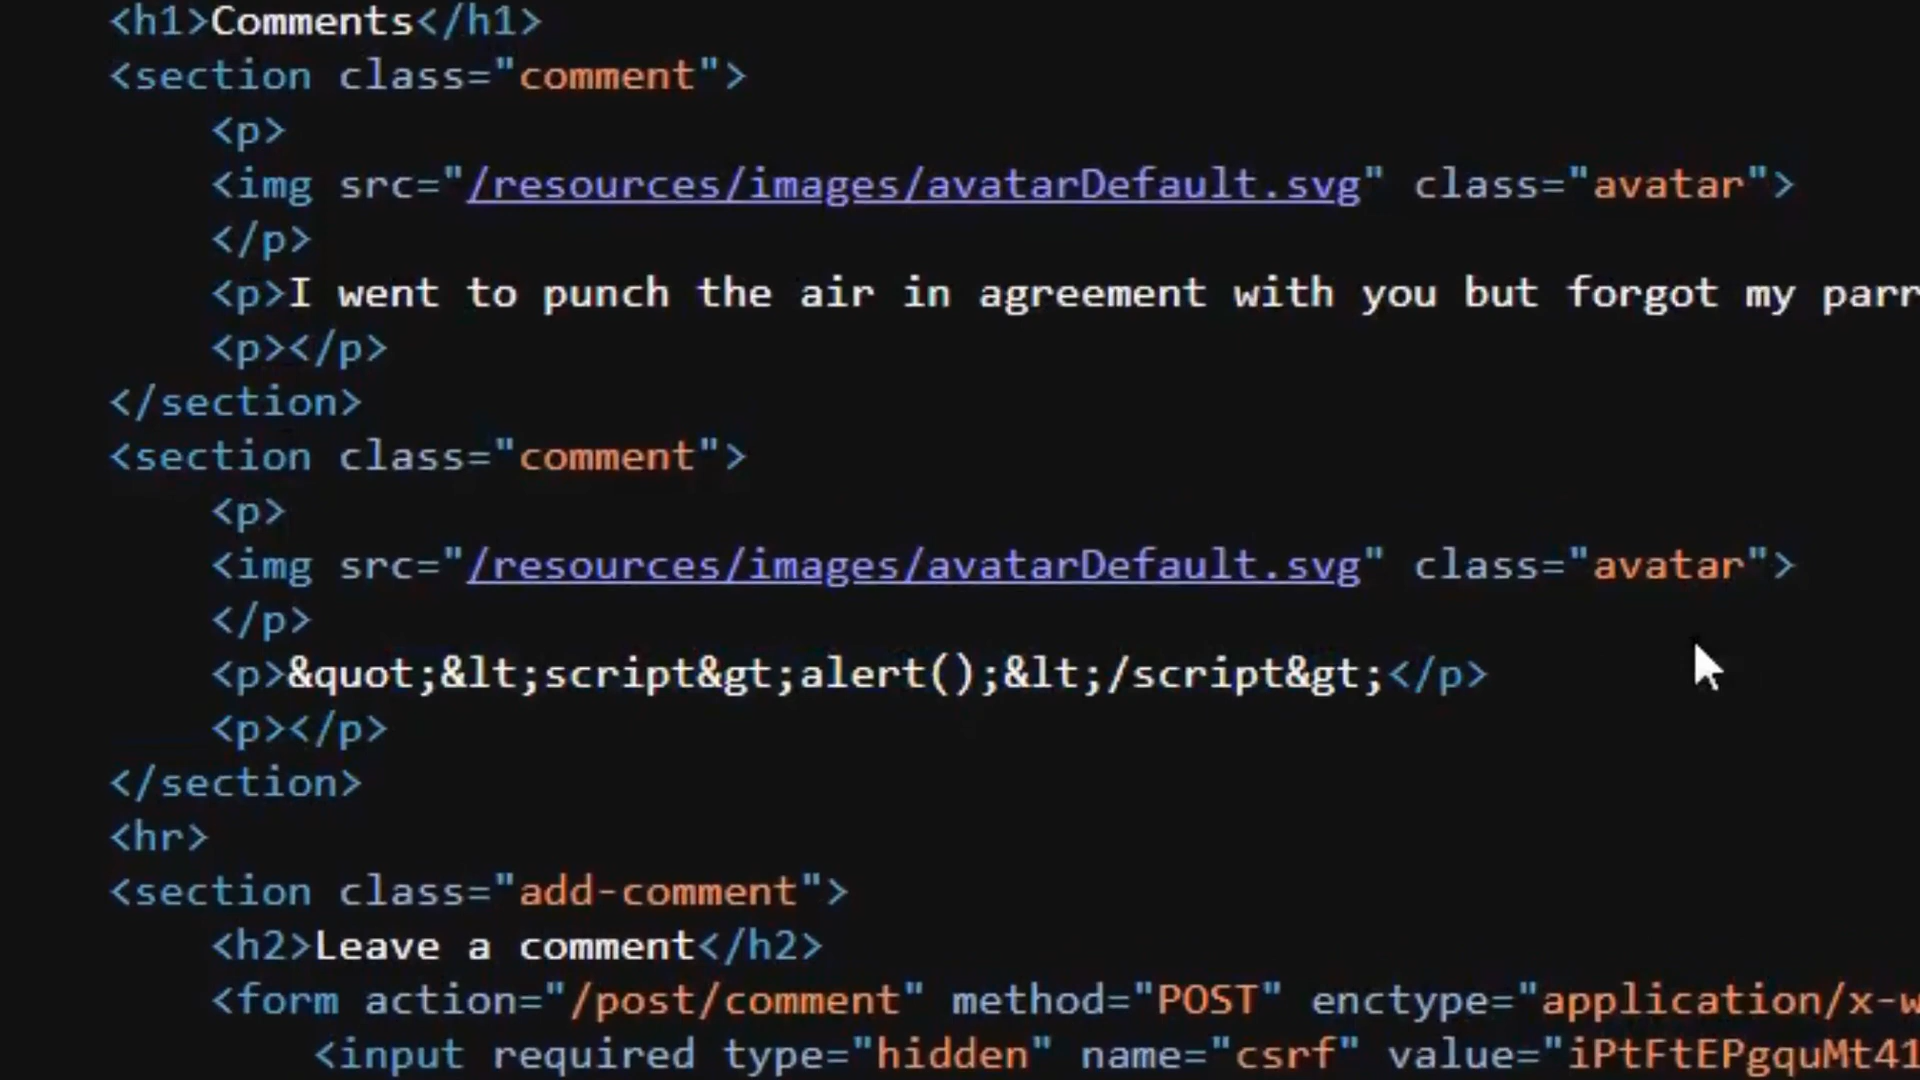 <h1>Comments</h1>
<section class="comment">
<p>
<img src="/resources/images/avatarDefault.svg" class="avatar">
</p>
<p>I went to punch the air in agreement with you but forgot my parr
<p></p>
</section>
<section class="comment">
<p>
<img src="/resources/images/avatarDefault.svg" class="avatar">
</p>
<p>&quot;&lt;script&gt;alert();&lt;/script&gt;</p>
<p></p>
</section>
<hr>
<section class="add-comment">
<h2>Leave a comment</h2>
<form action="/post/comment" method="POST" enctype="application/x-w
<input required type="hidden" name="csrf" value="iPtFtEPgquMt41